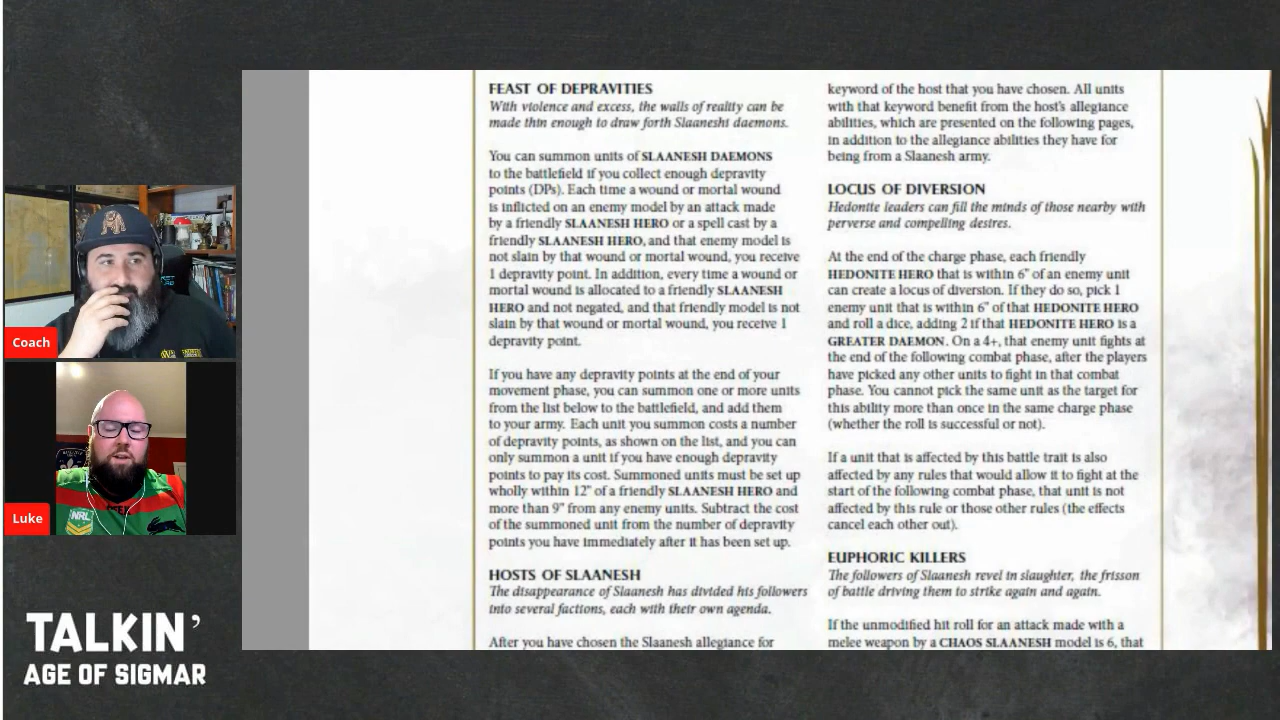 FEAST OF DEPRAVITIES
With violence and excess, the walls of reality can be
made thin enough to draw forth Slaaneshi daemons.
You can summon units of SLAANESH DAEMONS
to the battlefield if you collect enough depravity
points (DPs). Each time a wound or mortal wound
is inflicted on an enemy model by an attack made
by a friendly SLAANESH HERO or a spell cast by a
friendly SLAANESH HERO, and that enemy model is
not slain by that wound or mortal wound, you receive
1 depravity point. In addition, every time a wound or
mortal wound is allocated to a friendly SLAANESH
HERO and not negated, and that friendly model is not
slain by that wound or mortal wound, you receive 1
depravity point.
If you have any depravity points at the end of your
movement phase, you can summon one or more units
from the list below to the battlefield, and add them
to your army. Each unit you summon costs a number
of depravity points, as shown on the list, and you can
only summon a unit if you have enough depravity
points to pay its cost. Summoned units must be set up
wholly within 12" of a friendly SLAANESH HERO and
more than 9" from any enemy units. Subtract the cost
of the summoned unit from the number of depravity
points you have immediately after it has been set up.
HOSTS OF SLAANESH
The disappearance of Slaanesh has divided his followers
into several factions, each with their own agenda.
After you have chosen the Slaanesh allegiance for
keyword of the host that you have chosen. All units
with that keyword benefit from the host's allegiance
abilities, which are presented on the following pages,
in addition to the allegiance abilities they have for
being from a Slaanesh army.
LOCUS OF DIVERSION
Hedonite leaders can fill the minds of those nearby with
perverse and compelling desires.
At the end of the charge phase, each friendly
HEDONITE HERO that is within 6" of an enemy unit
can create a locus of diversion. If they do so, pick 1
enemy unit that is within 6" of that HEDONITE HERO
and roll a dice, adding 2 if that HEDONITE HERO is a
GREATER DAEMON. On a 4+, that enemy unit fights at
the end of the following combat phase, after the players
have picked any other units to fight in that combat
phase. You cannot pick the same unit as the target for
this ability more than once in the same charge phase
(whether the roll is successful or not).
If a unit that is affected by this battle trait is also
affected by any rules that would allow it to fight at the
start of the following combat phase, that unit is not
affected by this rule or those other rules (the effects
cancel each other out).
EUPHORIC KILLERS
The followers of Slaanesh revel in slaughter, the frisson
of battle driving them to strike again and again.
If the unmodified hit roll for an attack made with a
melee weapon by a CHAOS SLAANESH model is 6, that
Coach
NRL
Luke
TALKIN'
AGE OF SIGMAR